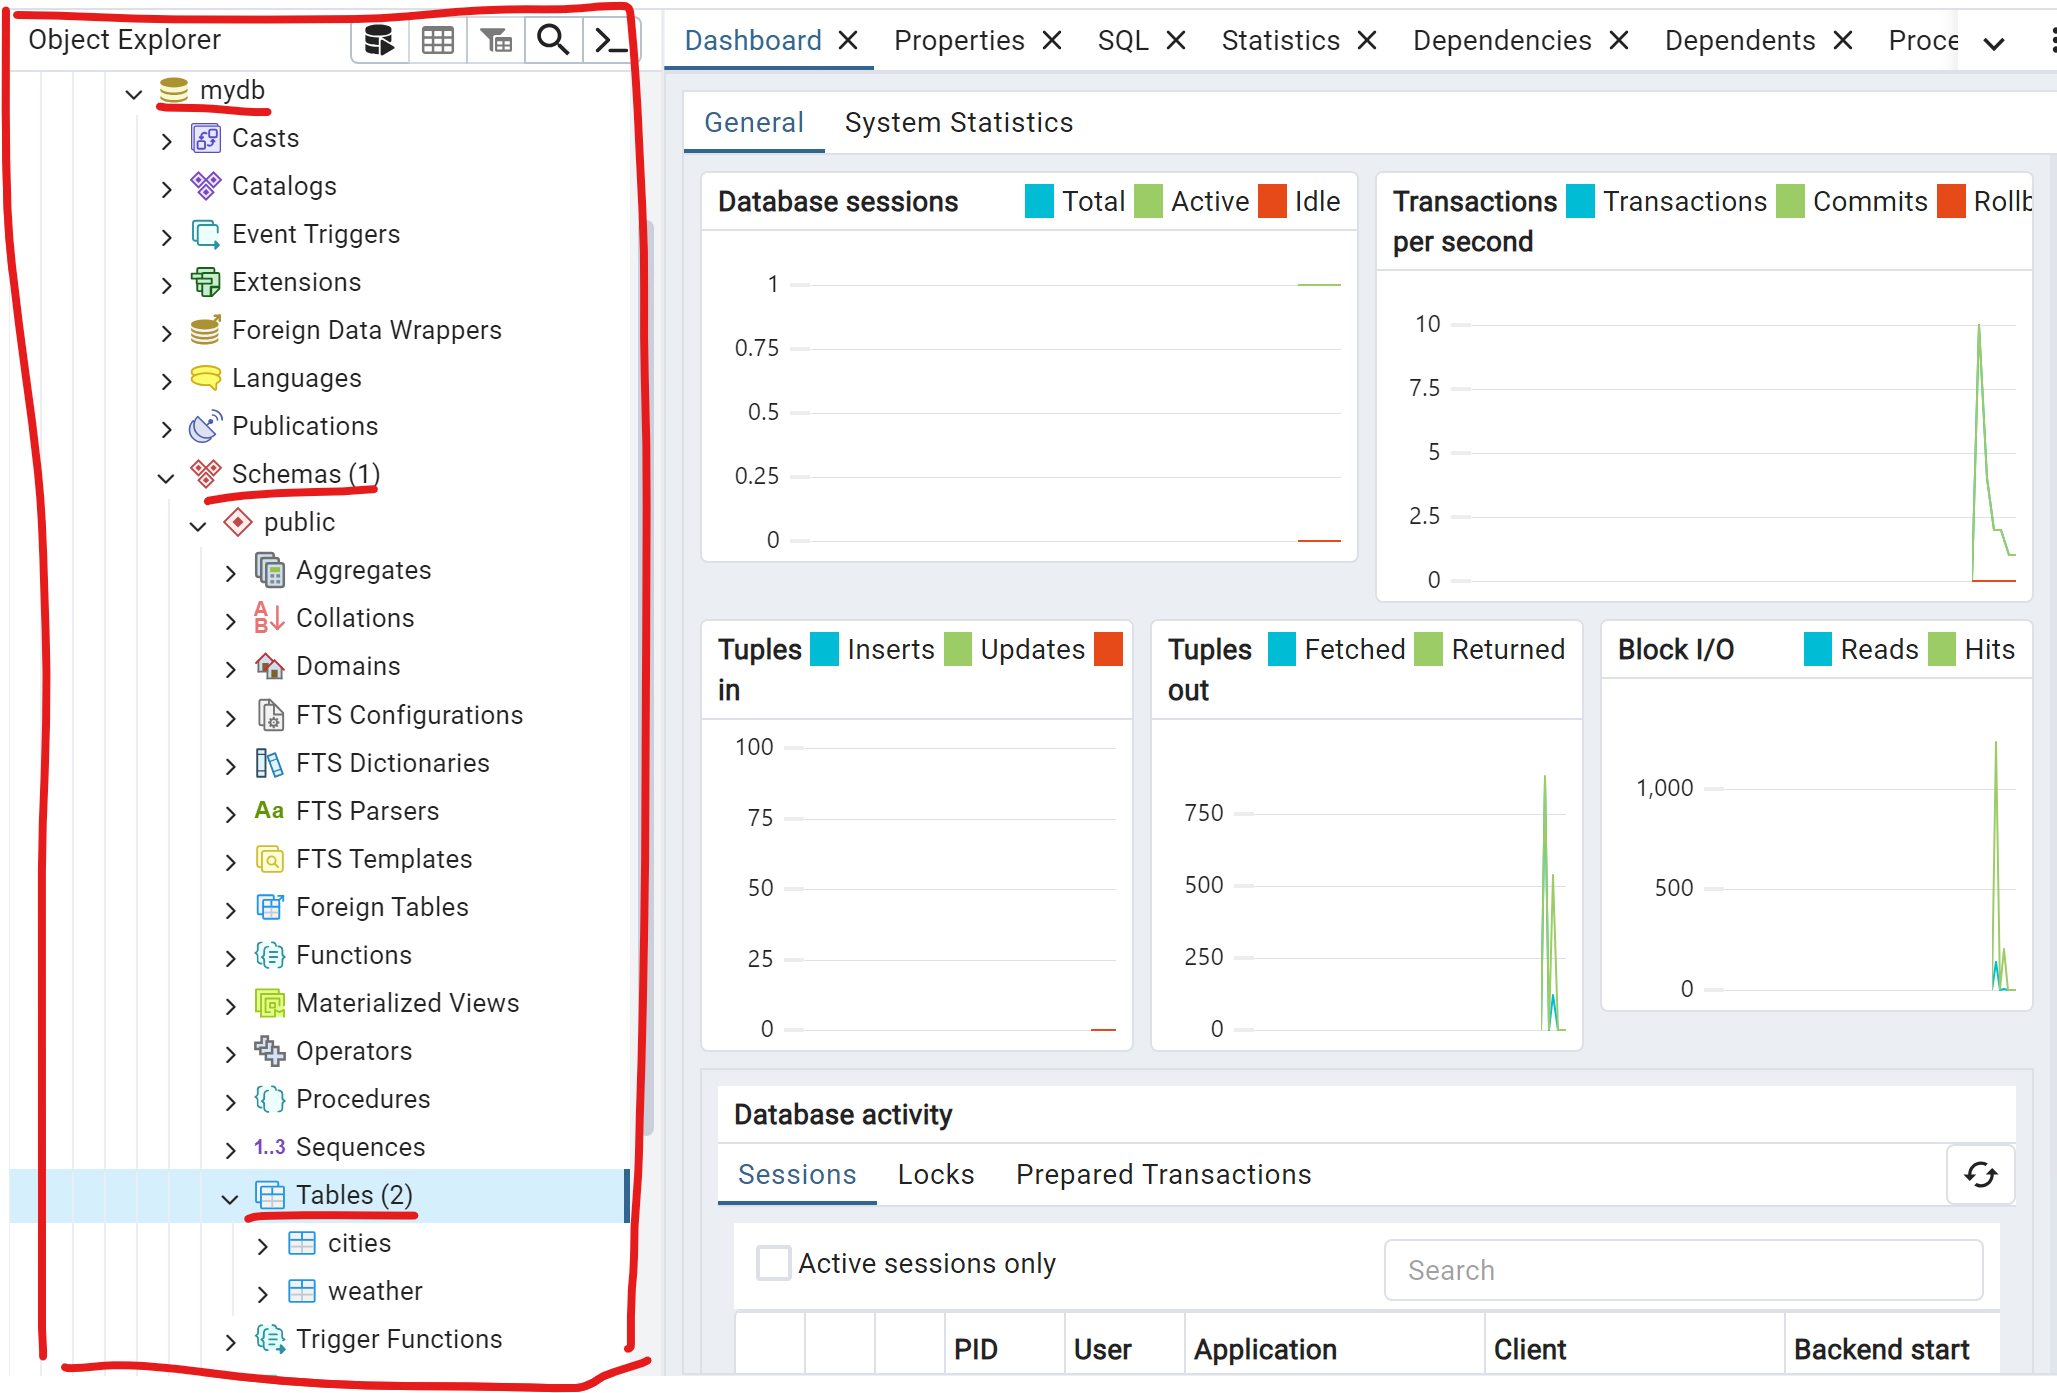 Object Explorer
mydb
Casts
Catalogs
Event Triggers
Extensions
Foreign Data Wrappers
Languages
Publications
Schemas (1)
public
Aggregates
Collations
Domains
FTS Configurations
FTS Dictionaries
Aa FTS Parsers
FTS Templates
Foreign Tables
Functions
Materialized Views
Operators
Procedures
1..3 Sequences
Tables (2)
cities
weather
Trigger Functions
Dashboard Properties SQL Statistics Dependencies Dependents Proce
General System Statistics
Database sessions Total Active Idle
1
0.75
0.5
0.25
0
Transactions per second Transactions Commits Rollb
10
7.5
5
2.5
0
Tuples in Inserts Updates
100
75
50
25
0
Tuples out Fetched Returned
750
500
250
0
Block I/O Reads Hits
1,000
500
0
Database activity
Sessions Locks Prepared Transactions
Active sessions only Search
PID User Application Client Backend start